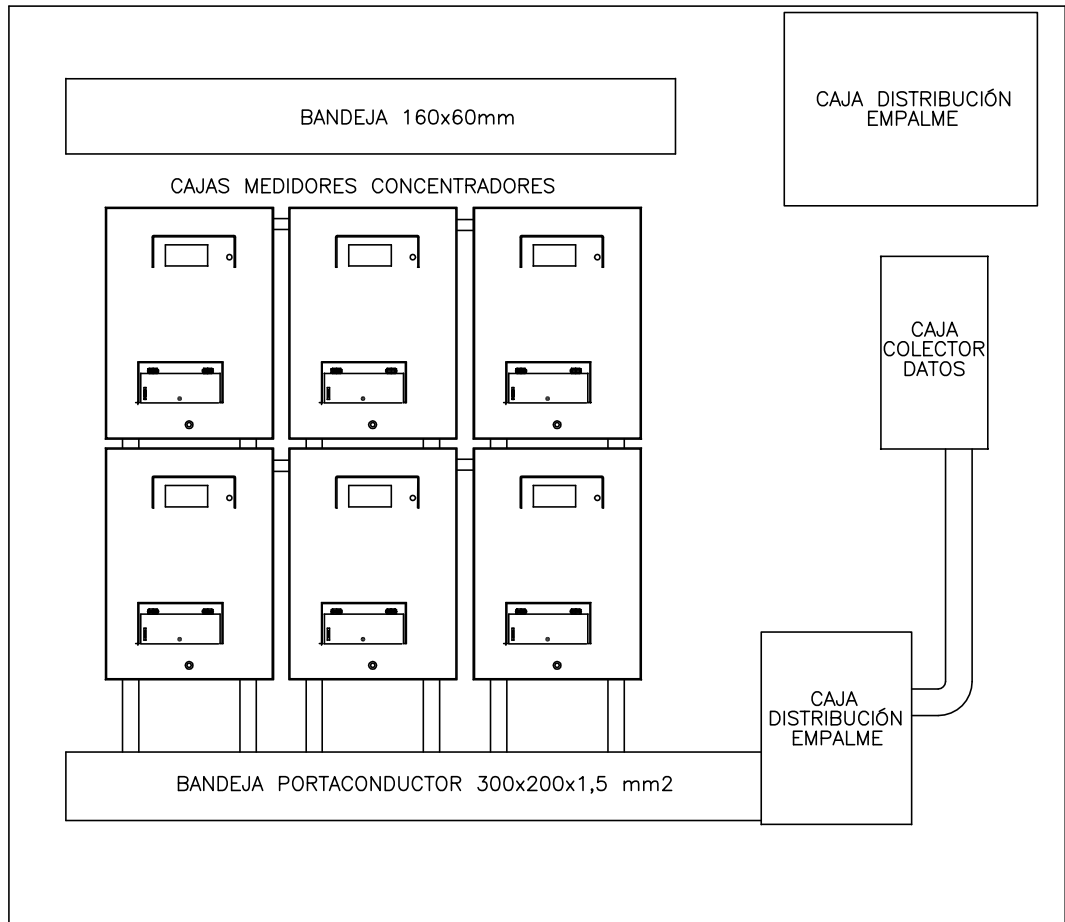 CAJA DISTRIBUCIÓN
EMPALME
BANDEJA 160x60mm
CAJAS MEDIDORES CONCENTRADORES
CAJA
COLECTOR
DATOS
CAJA
DISTRIBUCIÓN
EMPALME
BANDEJA PORTACONDUCTOR 300x200x1,5 mm2